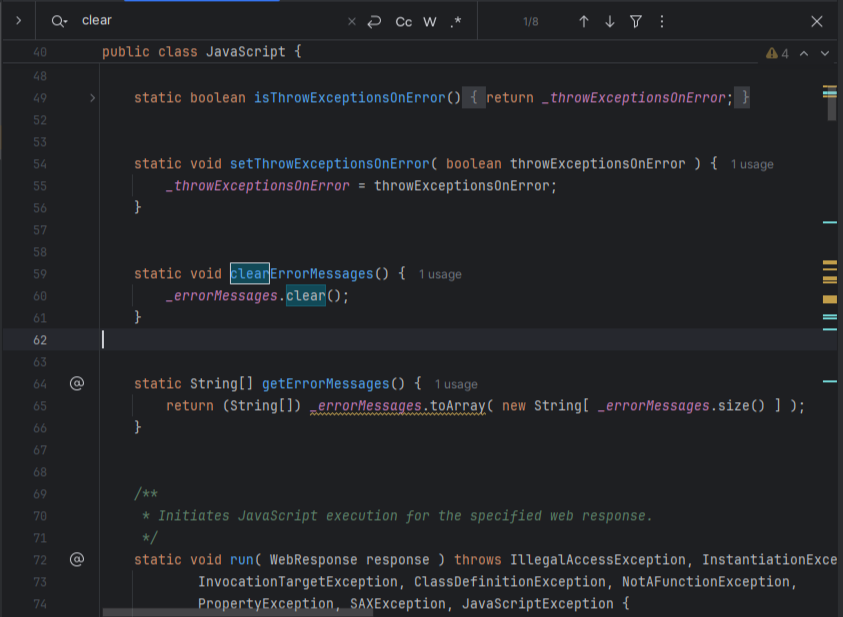 clear × Cc W .* 1/8
40 public class JavaScript { 4
48
49 static boolean isThrowExceptionsOnError() { return _throwExceptionsOnError; }
52
53
54 static void setThrowExceptionsOnError( boolean throwExceptionsOnError ) { 1 usage
55 _throwExceptionsOnError = throwExceptionsOnError;
56 }
57
58
59 static void clearErrorMessages() { 1 usage
60 _errorMessages.clear();
61 }
62
63
64 @ static String[] getErrorMessages() { 1 usage
65 return (String[]) _errorMessages.toArray( new String[ _errorMessages.size() ] );
66 }
67
68
69 /**
70 * Initiates JavaScript execution for the specified web response.
71 */
72 @ static void run( WebResponse response ) throws IllegalAccessException, InstantiationExce
73 InvocationTargetException, ClassDefinitionException, NotAFunctionException,
74 PropertyException, SAXException, JavaScriptException {